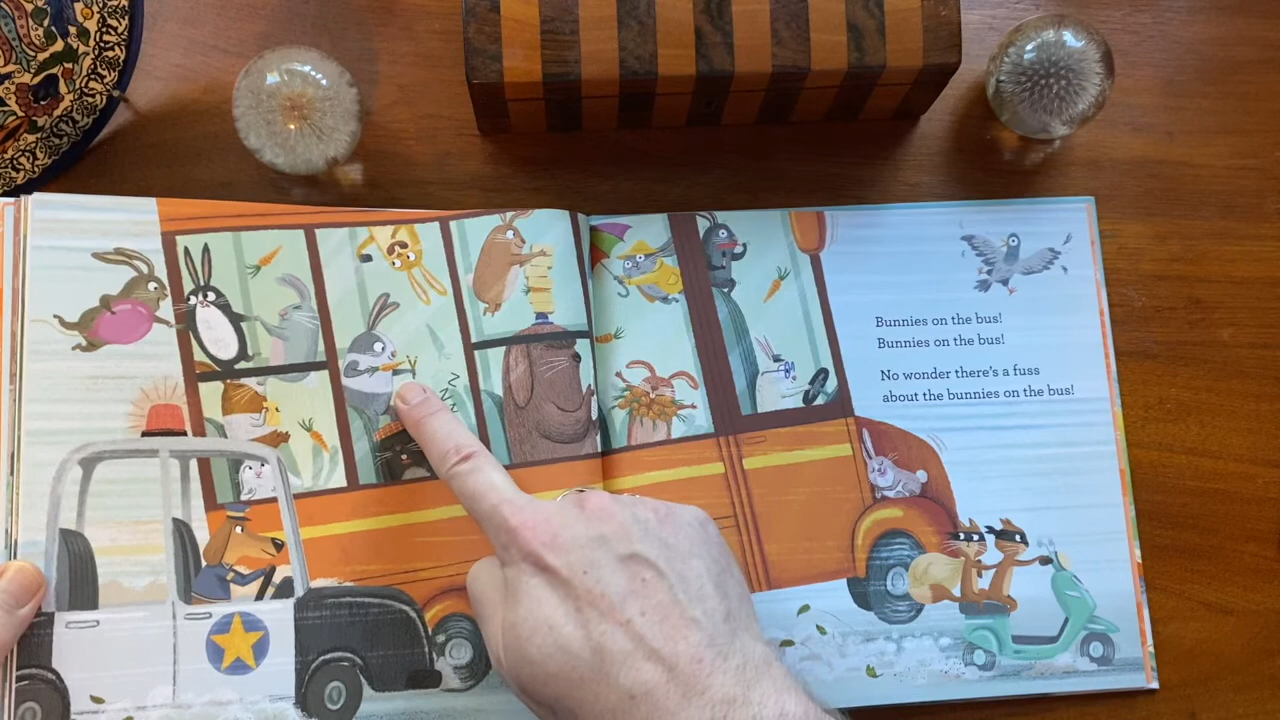 Bunnies on the bus!
Bunnies on the bus!
No wonder there's a fuss
about the bunnies on the bus!